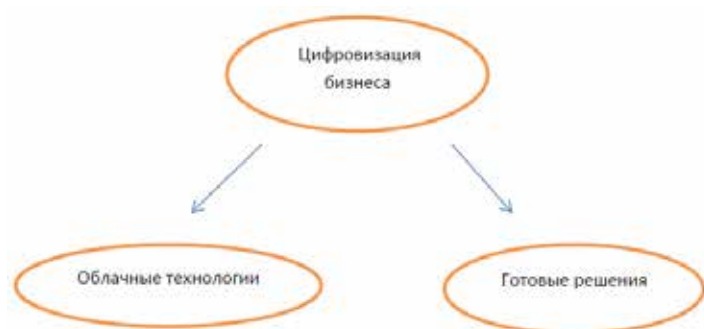 Цифровизация
бизнеса
Облачные технологии
Готовые решения